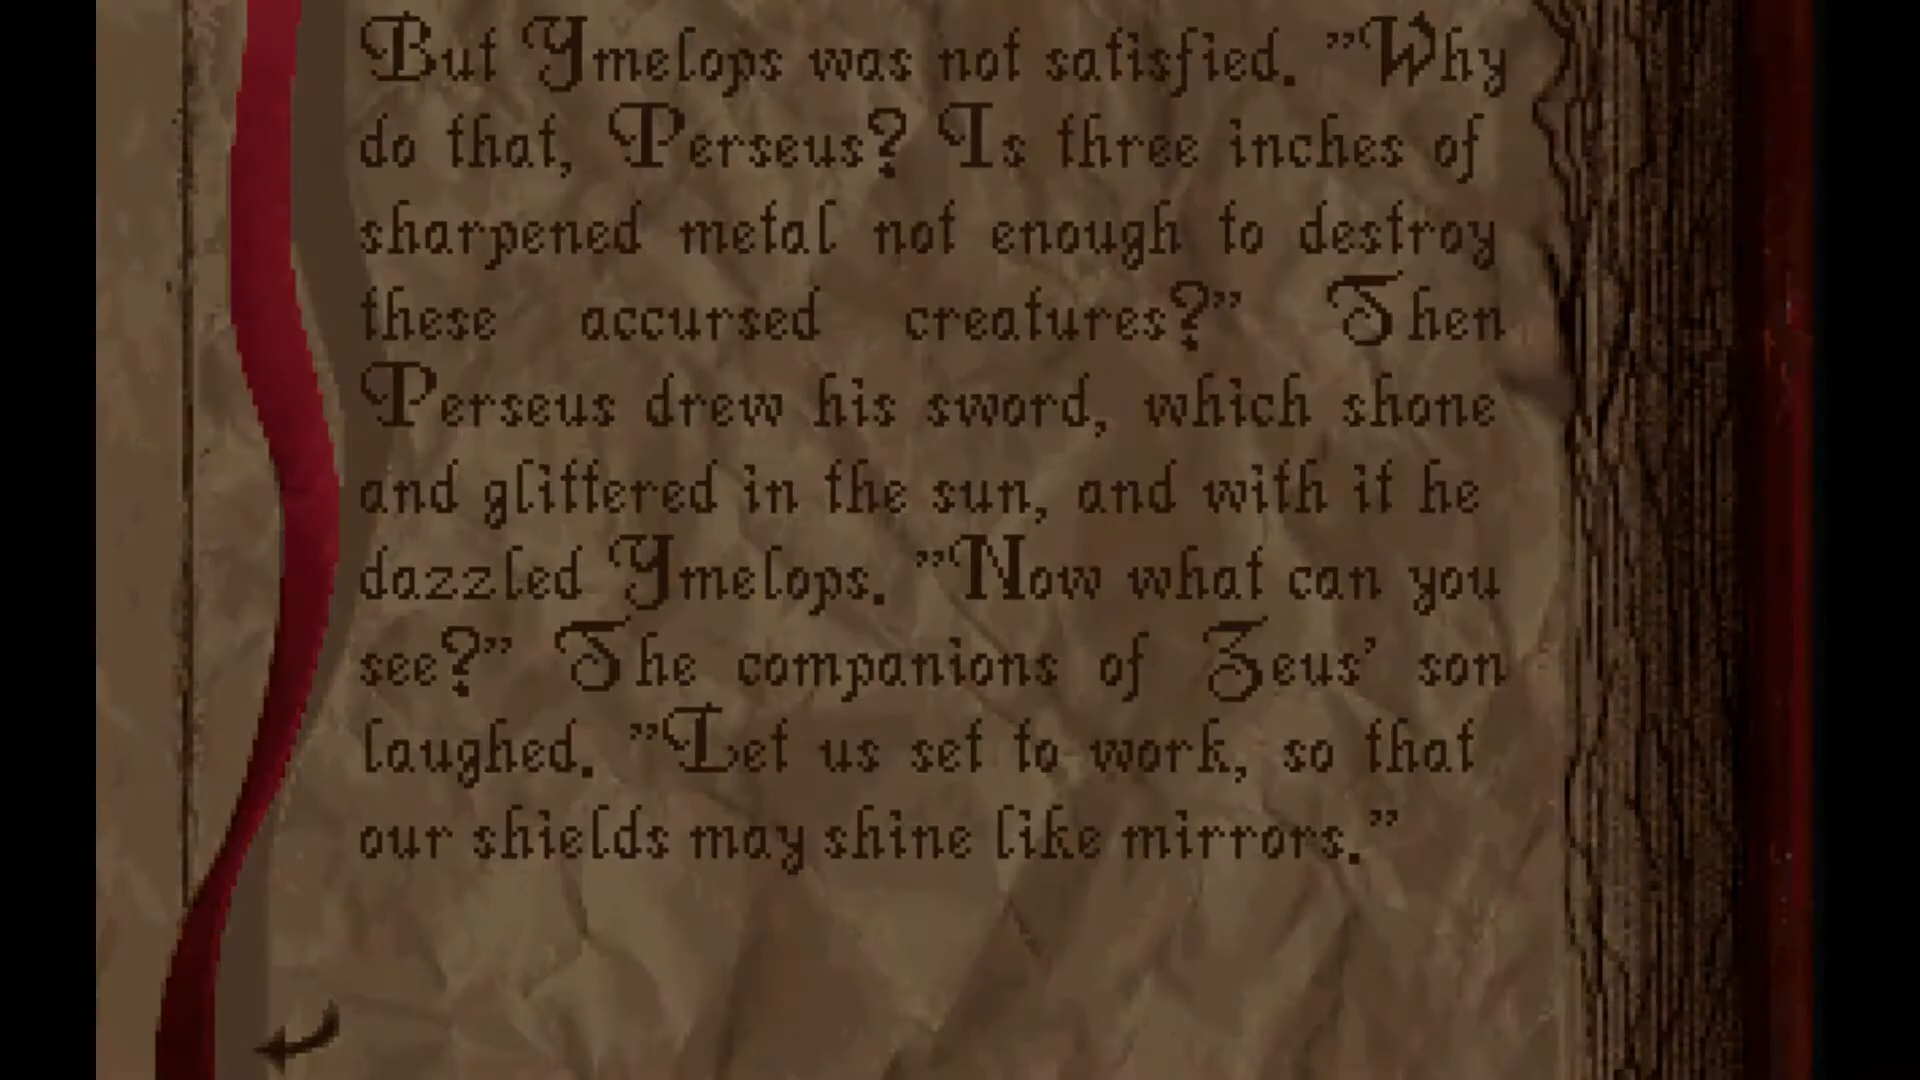 But Ymelops was not satisfied. ”Why
do that, Perseus? Is three inches of
sharpened metal not enough to destroy
these accursed creatures?” Then
Perseus drew his sword, which shone
and glittered in the sun, and with it he
dazzled Ymelops. ”Now what can you
see?” The companions of Zeus’ son
laughed. ”Let us set to work, so that
our shields may shine like mirrors.”